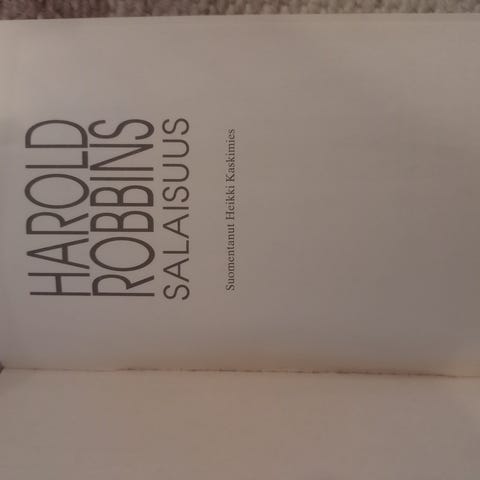 HAROLD
ROBBINS
SALAISUUS
Suomentanut Heikki Kaskimies